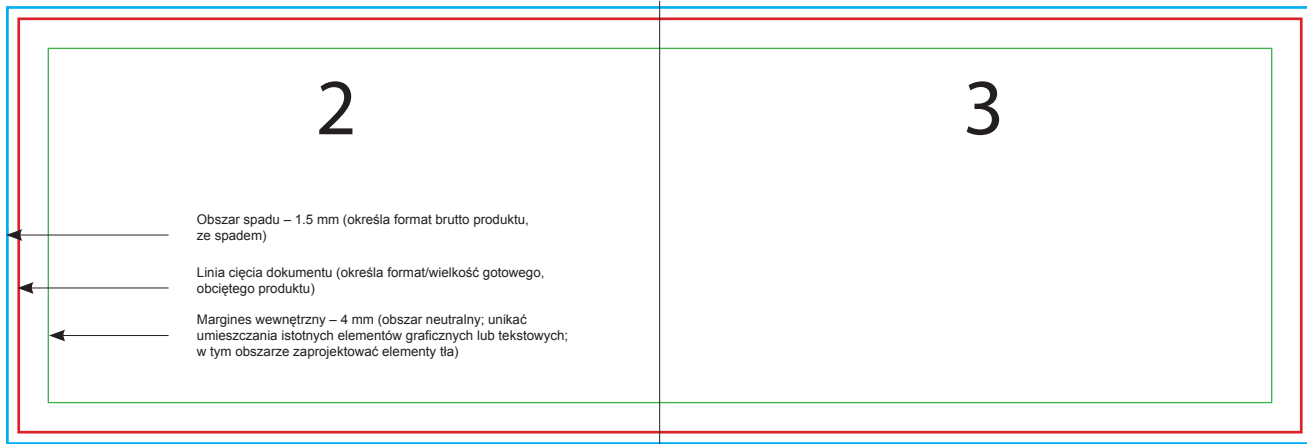 2
3
Obszar spadu – 1.5 mm (określa format brutto produktu,
ze spadem)
Linia cięcia dokumentu (określa format/wielkość gotowego,
obciętego produktu)
Margines wewnętrzny – 4 mm (obszar neutralny; unikać
umieszczania istotnych elementów graficznych lub tekstowych;
w tym obszarze zaprojektować elementy tła)